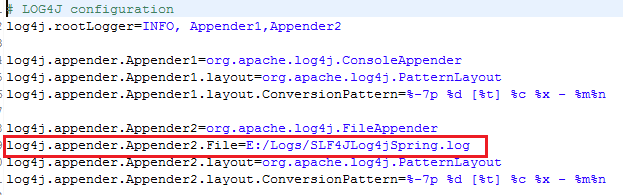 # LOG4J configuration
log4j.rootLogger=INFO, Appender1,Appender2
log4j.appender.Appender1=org.apache.log4j.ConsoleAppender
log4j.appender.Appender1.layout=org.apache.log4j.PatternLayout
log4j.appender.Appender1.layout.ConversionPattern=%-7p %d [%t] %c %x - %m%n
log4j.appender.Appender2=org.apache.log4j.FileAppender
log4j.appender.Appender2.File=E:/Logs/SLF4JLog4jSpring.log
log4j.appender.Appender2.layout=org.apache.log4j.PatternLayout
log4j.appender.Appender2.layout.ConversionPattern=%-7p %d [%t] %c %x - %m%n